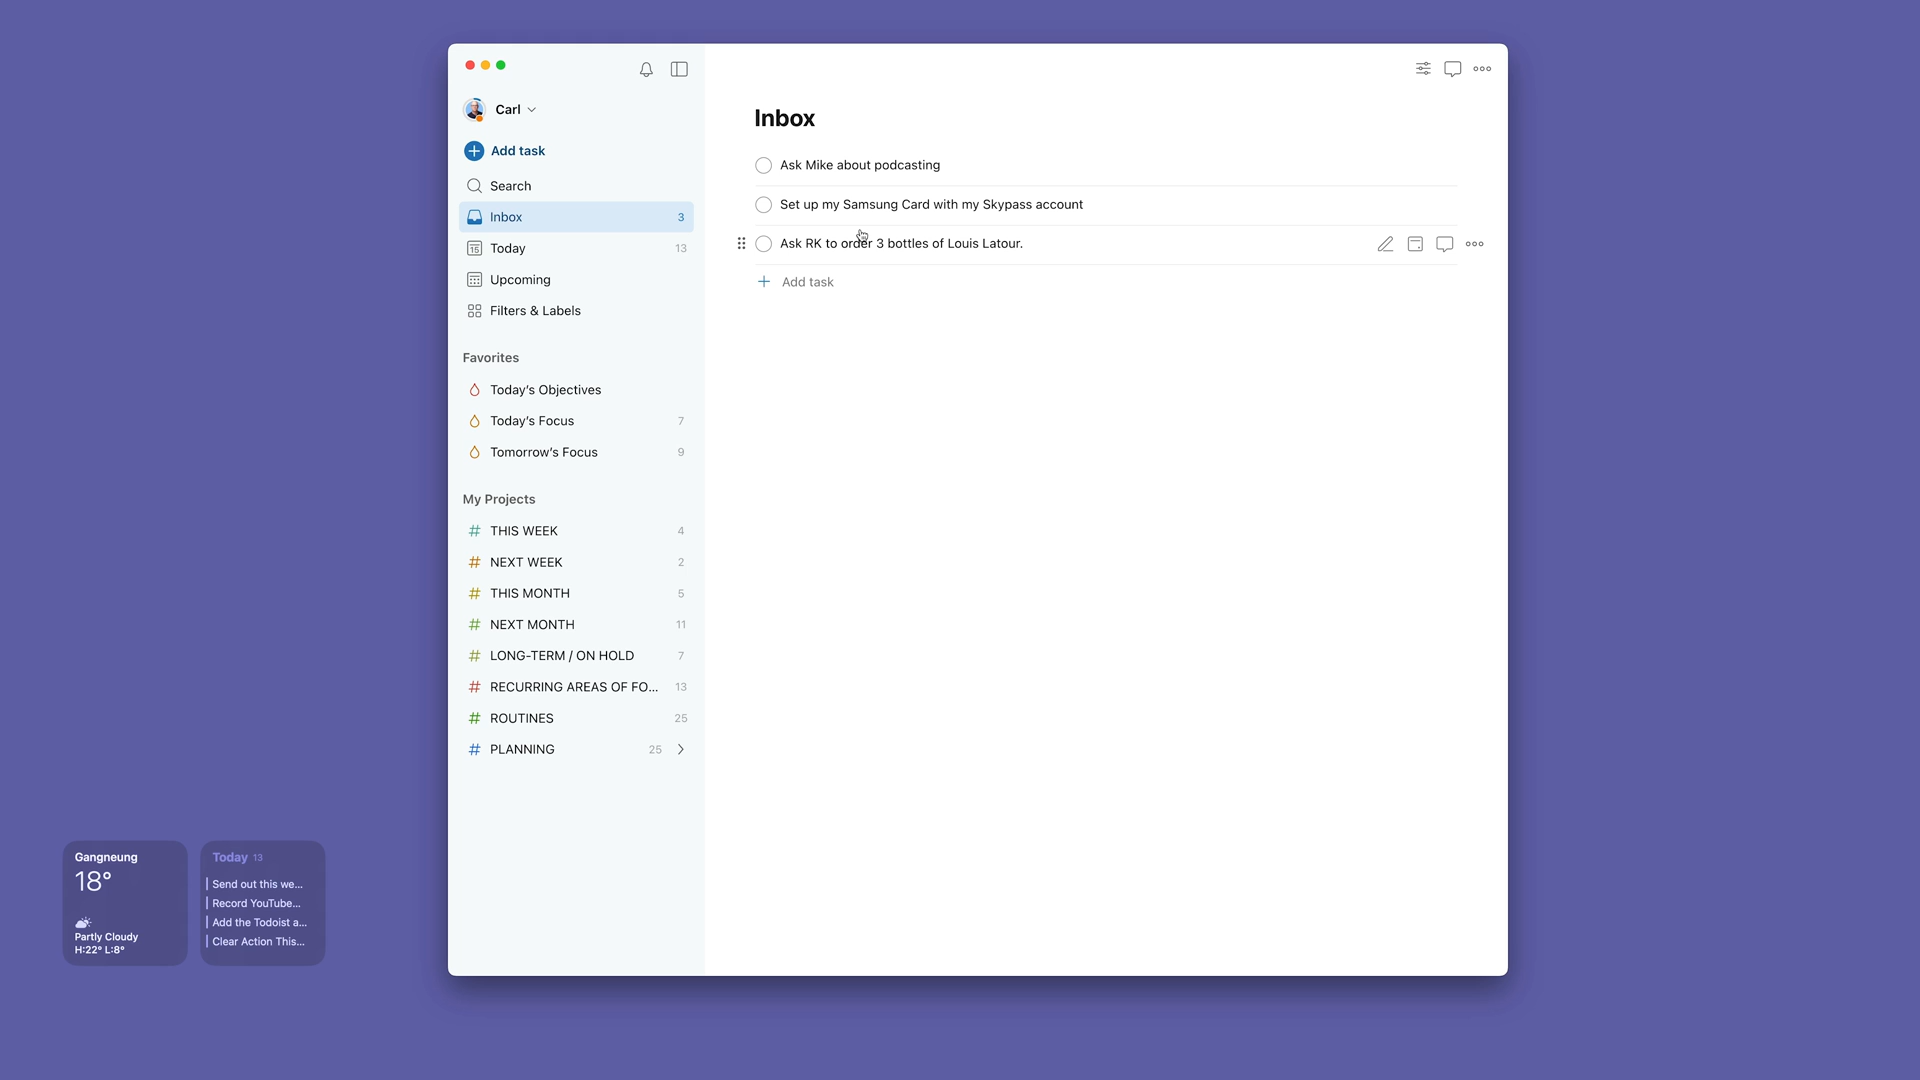 Carl
Add task
Search
Inbox 3
15 Today 13
Upcoming
Filters & Labels
Favorites
Today's Objectives
Today's Focus 7
Tomorrow's Focus 9
My Projects
# THIS WEEK 4
# NEXT WEEK 2
# THIS MONTH 5
# NEXT MONTH 11
# LONG-TERM / ON HOLD 7
# RECURRING AREAS OF FO... 13
# ROUTINES 25
# PLANNING 25
Inbox
Ask Mike about podcasting
Set up my Samsung Card with my Skypass account
Ask RK to order 3 bottles of Louis Latour.
Add task
Gangneung
18°
Partly Cloudy
H:22° L:8°
Today 13
Send out this we...
Record YouTube...
Add the Todoist a...
Clear Action This...